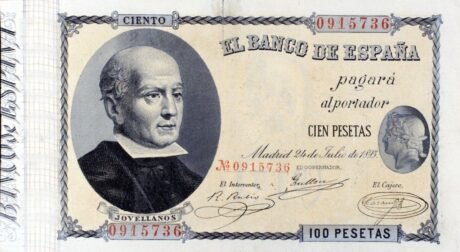 BANCO DE ESPAÑA
CIENTO
0915736
EL BANCO DE ESPAÑA
pagará
al portador
CIEN PESETAS
Madrid 24 de Julio de 1893.
No 0915736
EL GOBERNADOR,
El Interventor,
El Cajero,
R. Rubio
JOVELLANOS
0915736
100 PESETAS